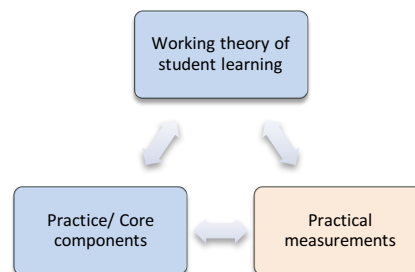 Working theory of
student learning
Practice/ Core
components
Practical
measurements